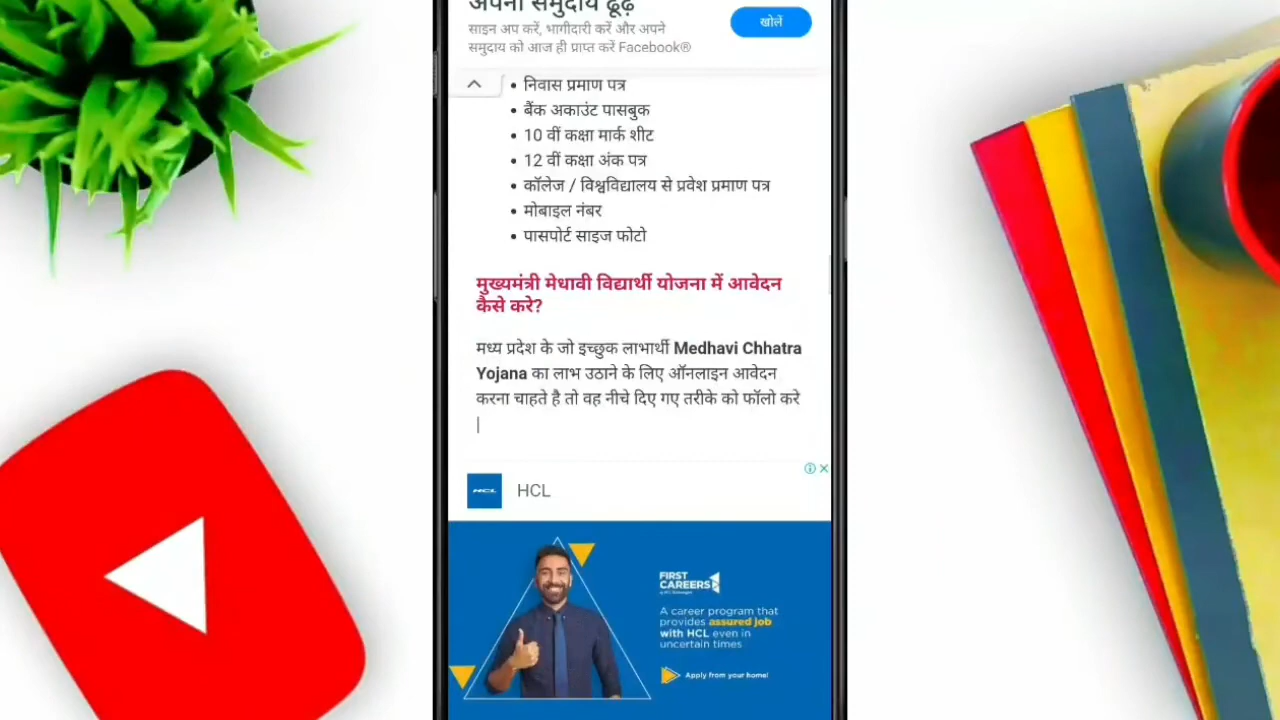 अपना समुदाय ढूंढ़
साइन अप करें, भागीदारी करें और अपने
समुदाय को आज ही प्राप्त करें Facebook®
खोलें
• निवास प्रमाण पत्र
• बैंक अकाउंट पासबुक
• 10 वीं कक्षा मार्क शीट
• 12 वीं कक्षा अंक पत्र
• कॉलेज / विश्वविद्यालय से प्रवेश प्रमाण पत्र
• मोबाइल नंबर
• पासपोर्ट साइज फोटो
मुख्यमंत्री मेधावी विद्यार्थी योजना में आवेदन
कैसे करे?
मध्य प्रदेश के जो इच्छुक लाभार्थी Medhavi Chhatra
Yojana का लाभ उठाने के लिए ऑनलाइन आवेदन
करना चाहते है तो वह नीचे दिए गए तरीके को फॉलो करे
|
HCL
HCL
FIRST
CAREERS
A career program that
provides assured job
with HCL even in
uncertain times
Apply from your home!